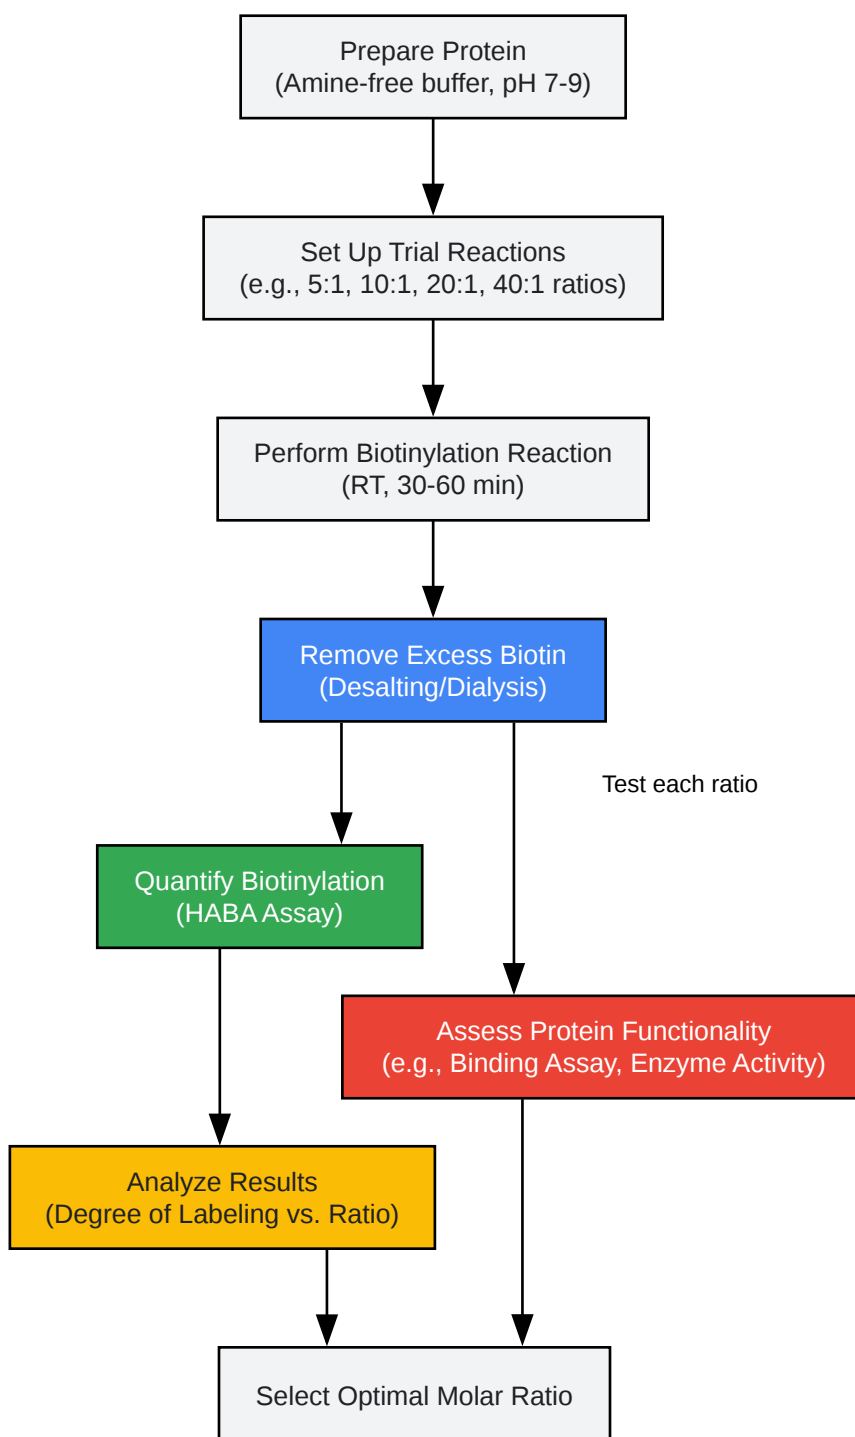 Prepare Protein
(Amine-free buffer, pH 7-9)
Set Up Trial Reactions
(e.g., 5:1, 10:1, 20:1, 40:1 ratios)
Perform Biotinylation Reaction
(RT, 30-60 min)
Remove Excess Biotin
(Desalting/Dialysis)
Test each ratio
Quantify Biotinylation
(HABA Assay)
Assess Protein Functionality
(e.g., Binding Assay, Enzyme Activity)
Analyze Results
(Degree of Labeling vs. Ratio)
Select Optimal Molar Ratio